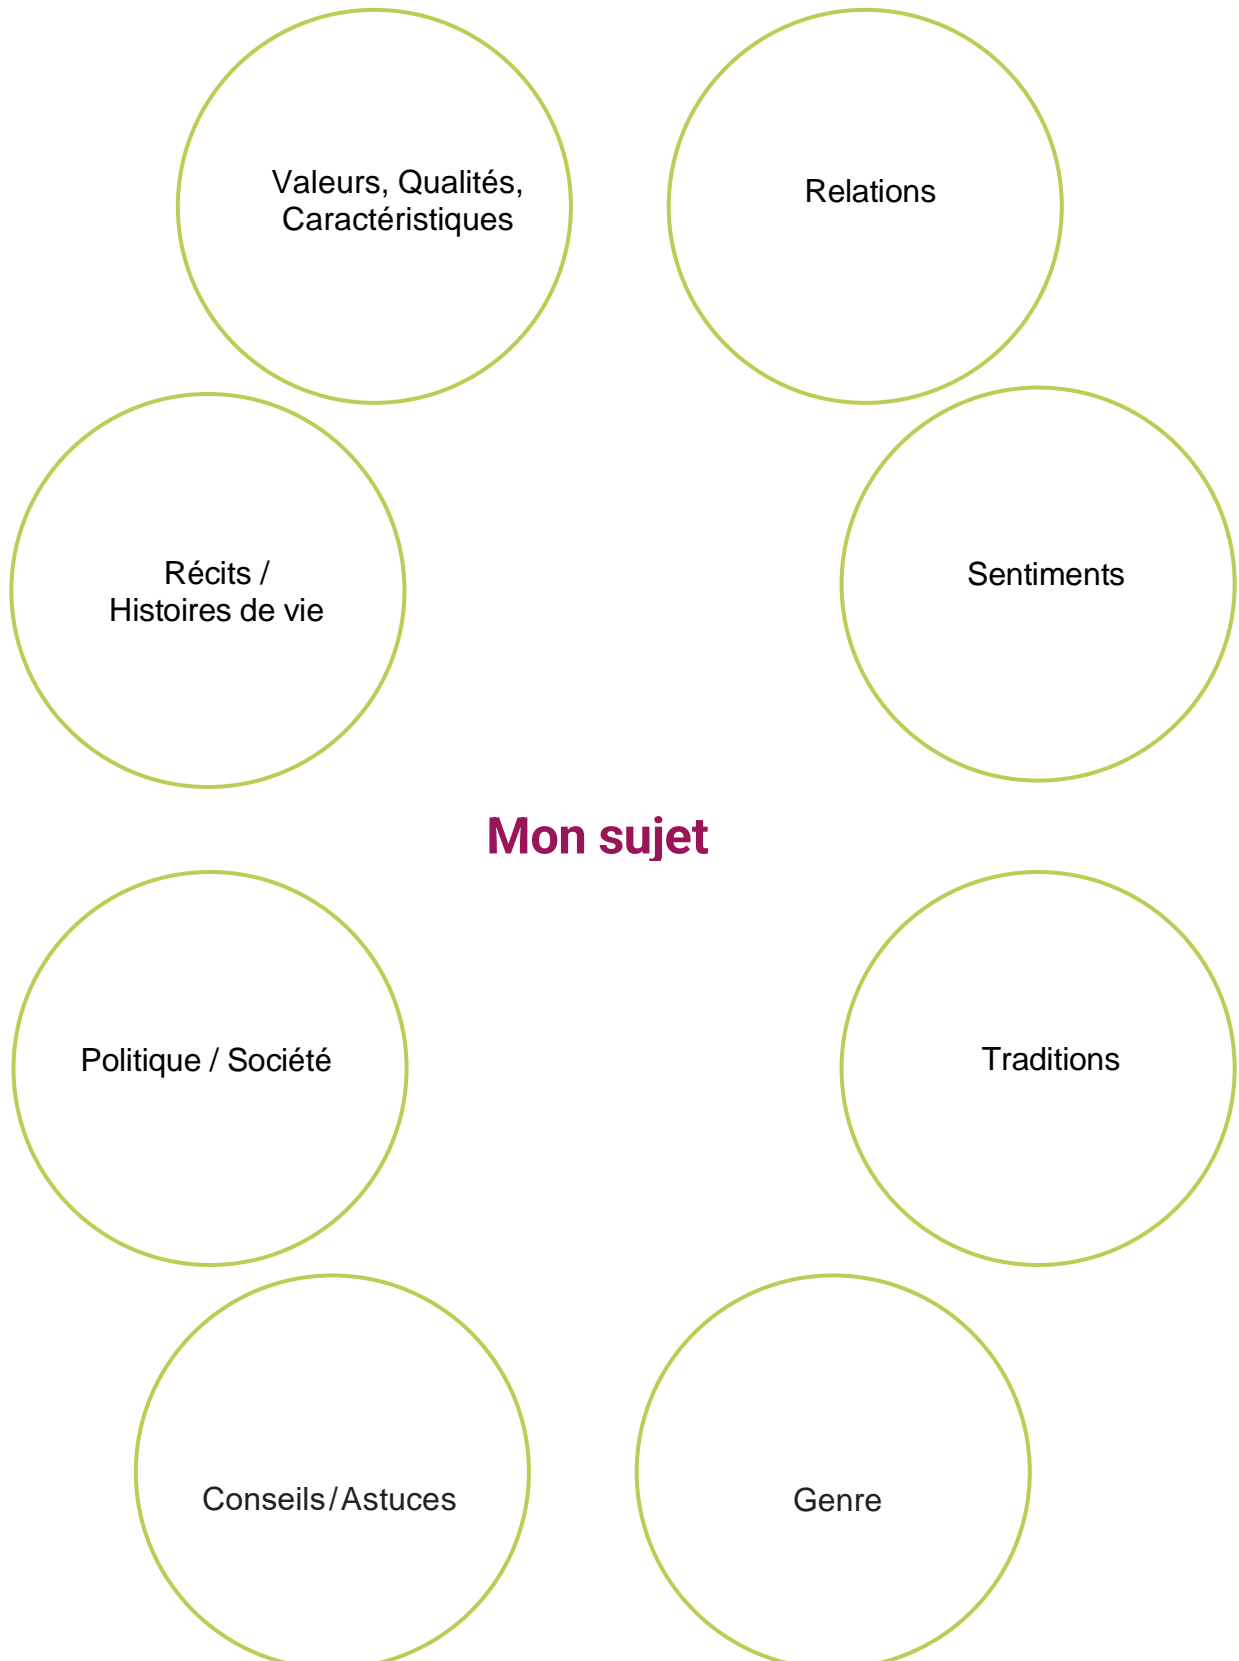 Valeurs, Qualités,
Caractéristiques
Relations
Récits /
Histoires de vie
Sentiments
Mon sujet
Politique / Société
Traditions
Conseils/Astuces
Genre